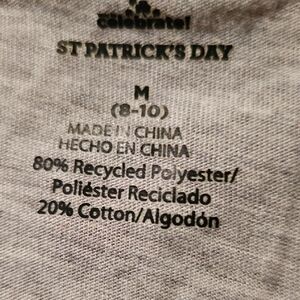 celebrate!
ST PATRICK'S DAY
M
(8-10)
MADE IN CHINA
HECHO EN CHINA
80% Recycled Polyester/
Poliéster Reciclado
20% Cotton/Algodón